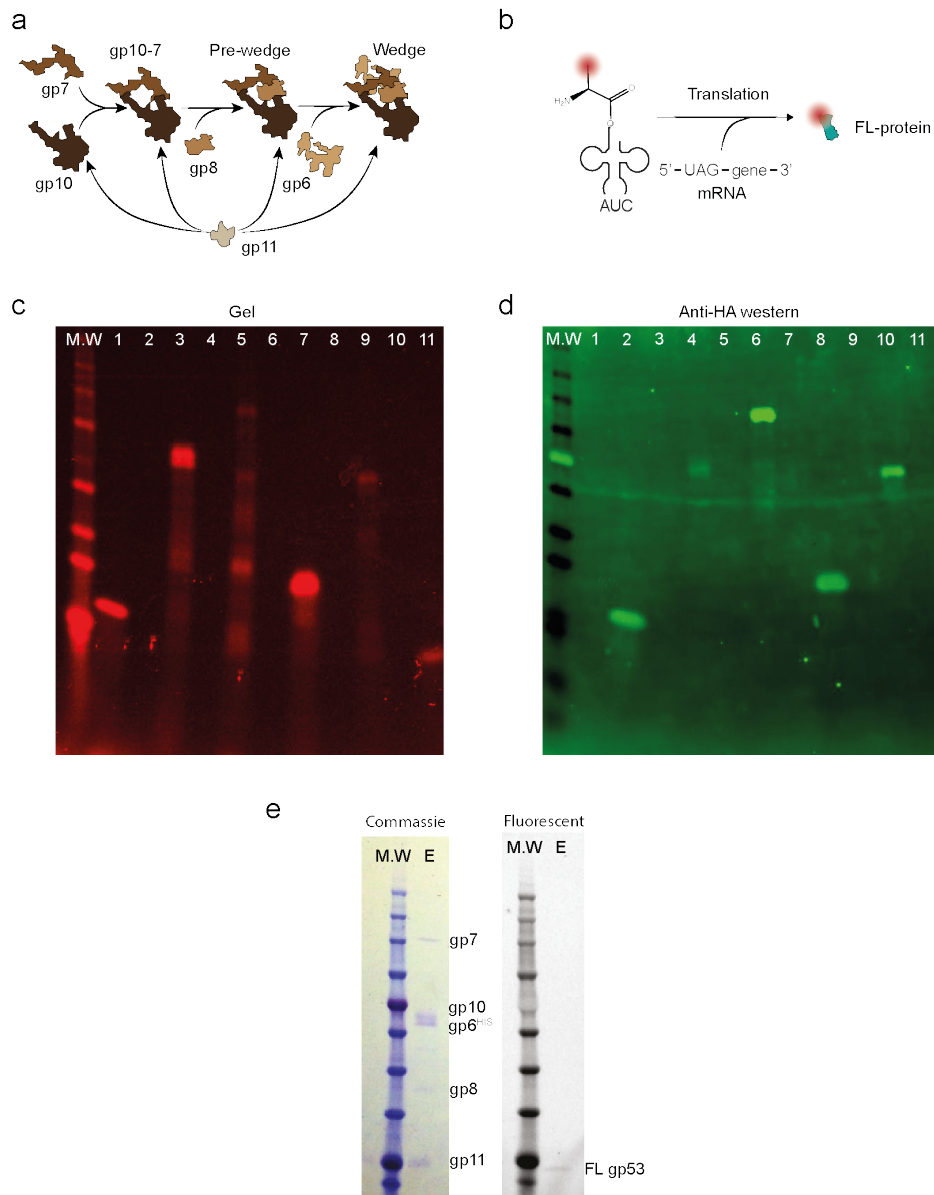 a
gp7
gp10-7
Pre-wedge
Wedge
gp10
gp8
gp6
gp11
b
H₂N
O
O
Translation
FL-protein
5'-UAG-gene-3'
mRNA
AUC
c
Gel
M.W 1 2 3 4 5 6 7 8 9 10 11
d
Anti-HA western
M.W 1 2 3 4 5 6 7 8 9 10 11
e
Commassie
M.W E
gp7
gp10
gp6HIS
gp8
gp11
Fluorescent
M.W E
FL gp53